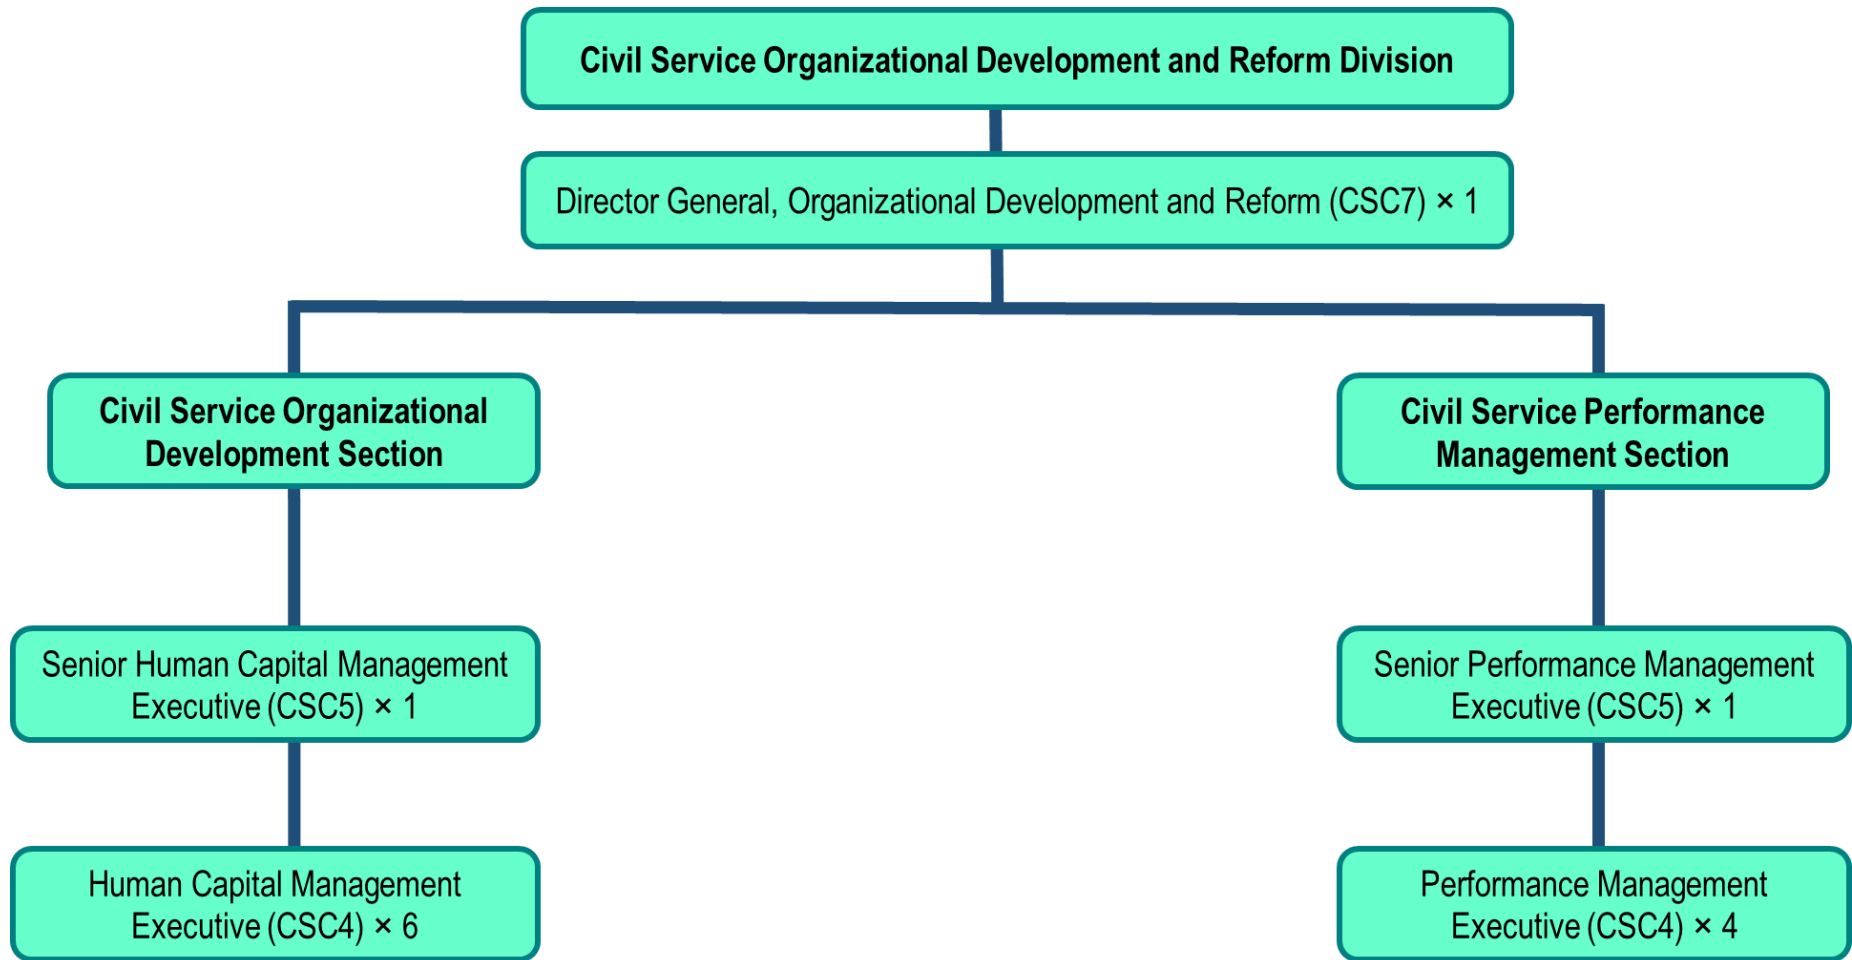 Civil Service Organizational Development and Reform Division
Director General, Organizational Development and Reform (CSC7) × 1
Civil Service Organizational
Development Section
Civil Service Performance
Management Section
Senior Human Capital Management
Executive (CSC5) × 1
Senior Performance Management
Executive (CSC5) × 1
Human Capital Management
Executive (CSC4) × 6
Performance Management
Executive (CSC4) × 4